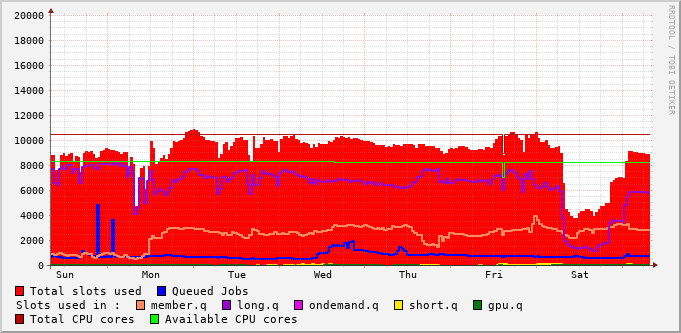 RRDTOOL / TOBI OETIKER
20000
18000
16000
14000
12000
10000
8000
6000
4000
2000
0
Sun Mon Tue Wed Thu Fri Sat
Total slots used Queued Jobs
Slots used in : member.q long.q ondemand.q short.q gpu.q
Total CPU cores Available CPU cores